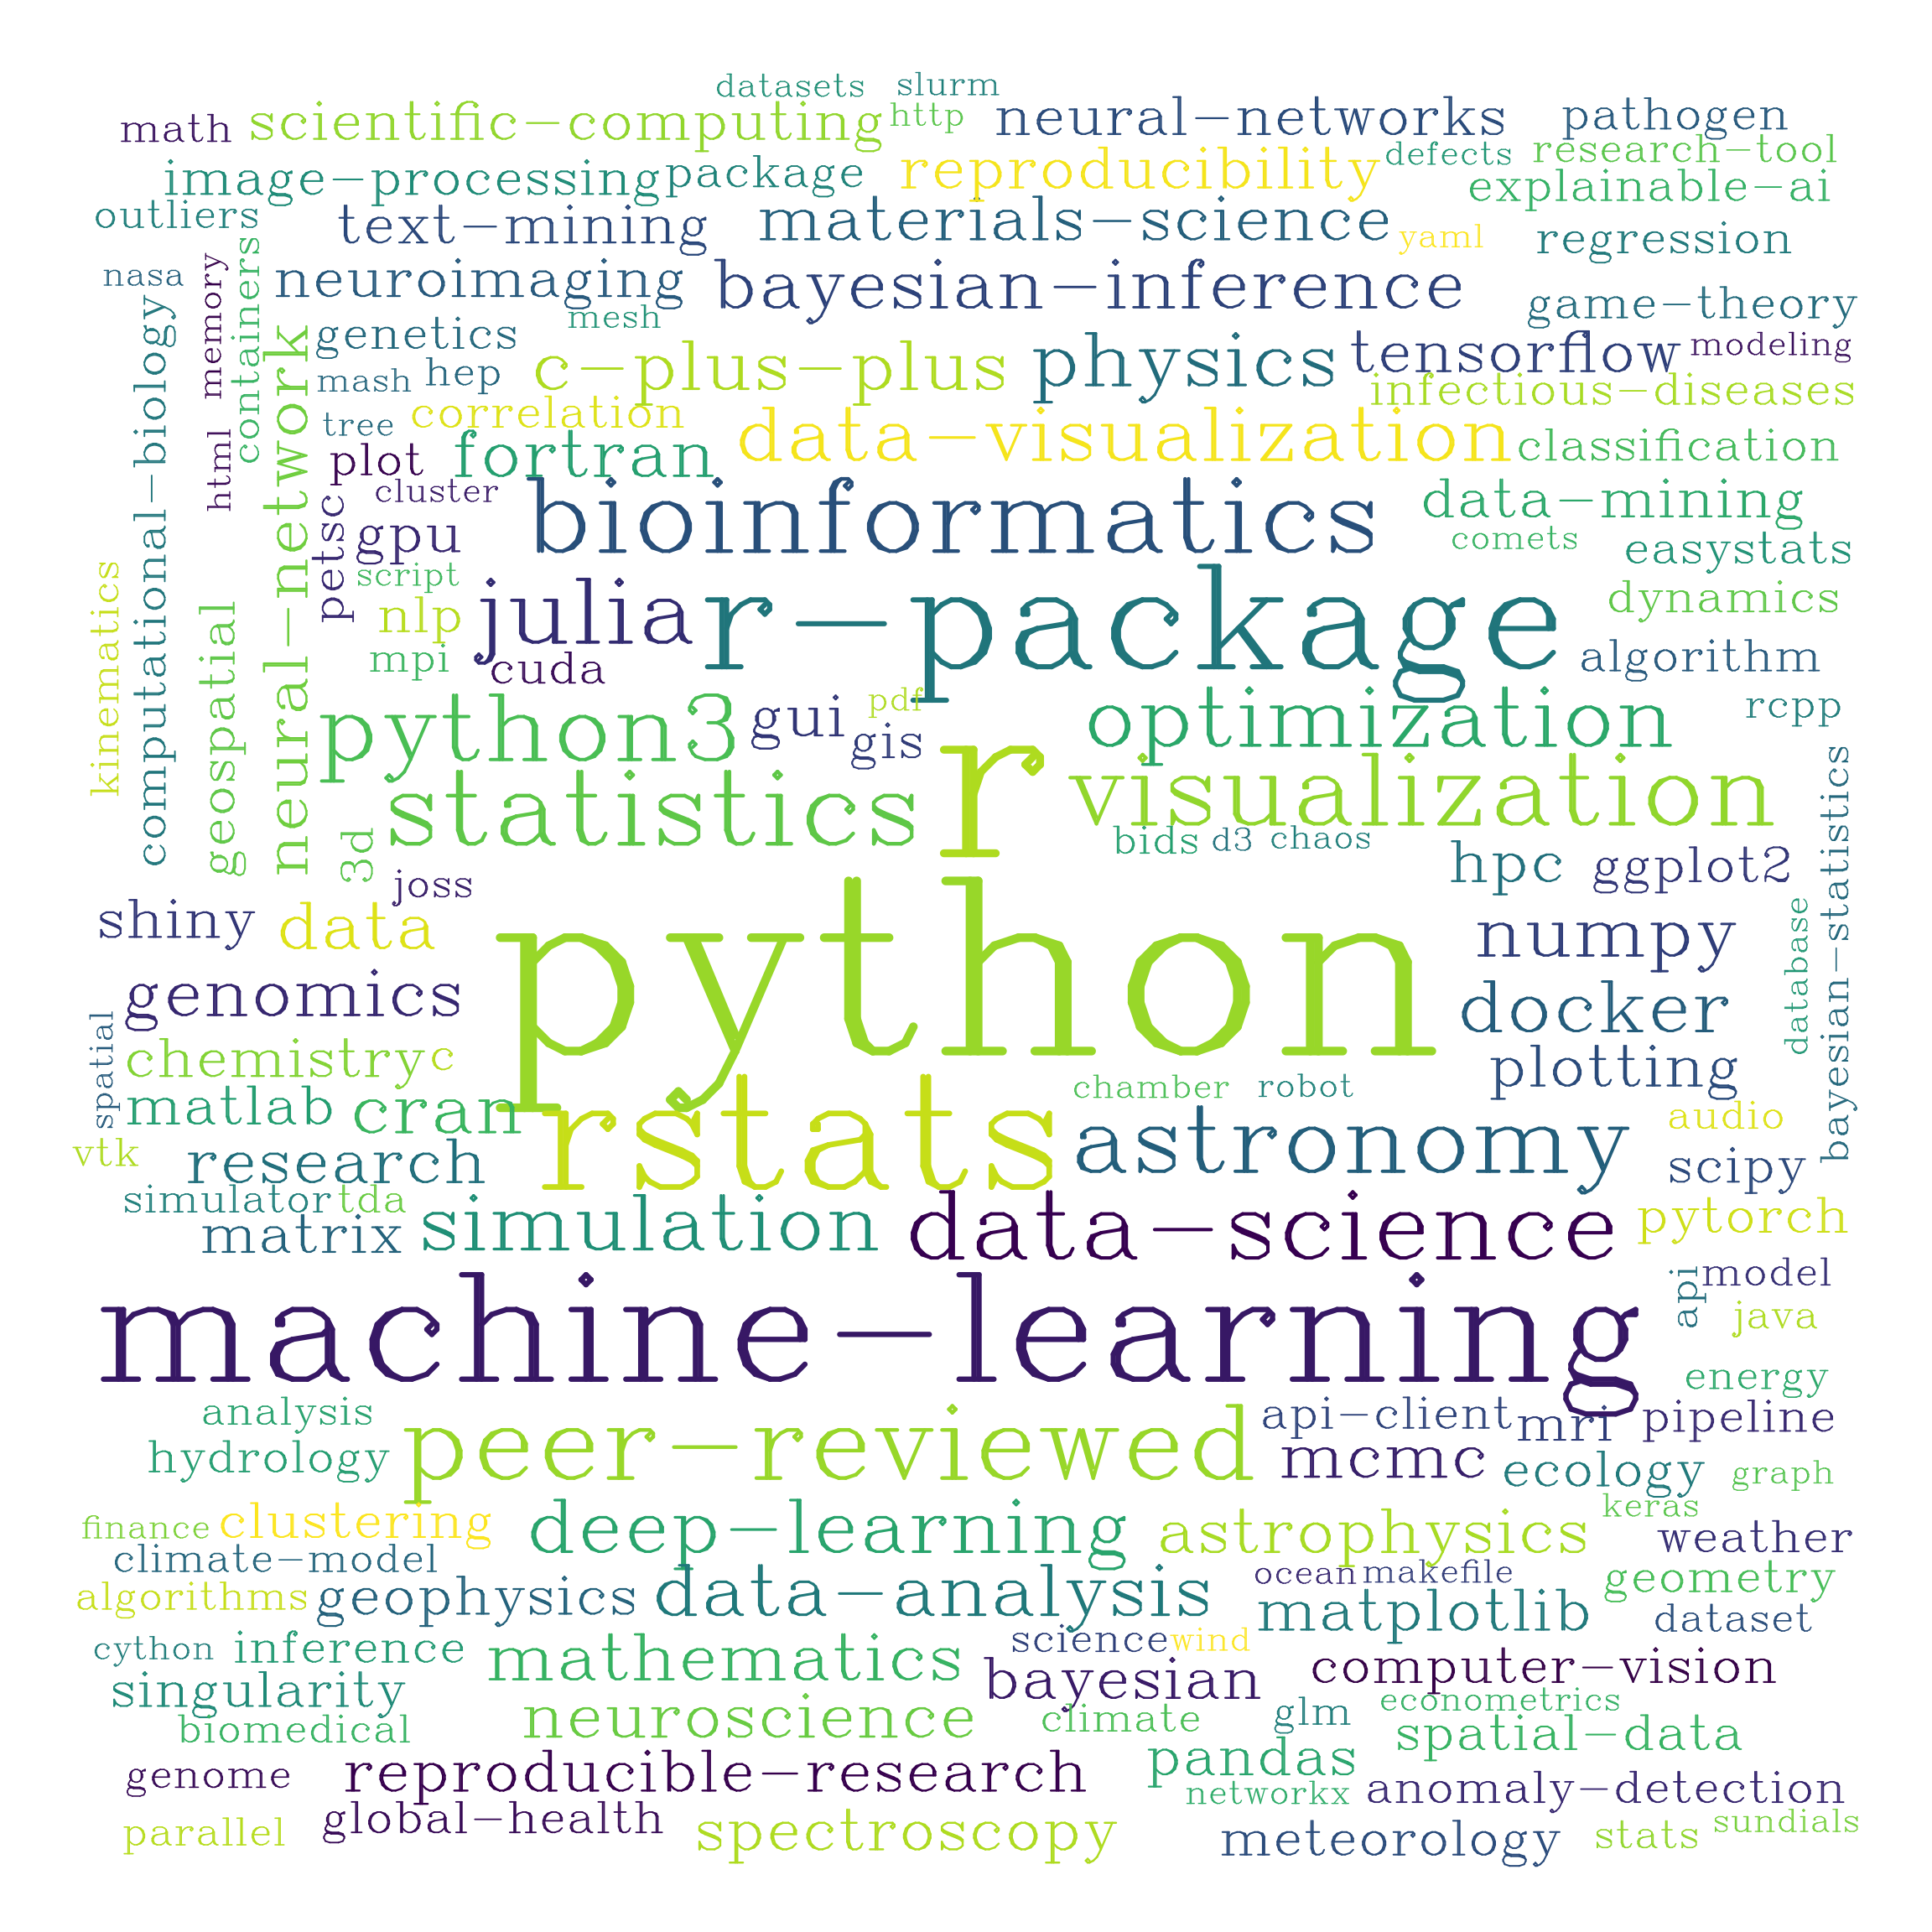 datasets slurm
math scientific-computing http neural-networks pathogen
image-processing package reproducibility defects research-tool
explainable-ai
outliers text-mining materials-science yaml regression
nasa memory containers neuroimaging bayesian-inference game-theory
computational-biology genetics mesh c-plus-plus physics tensorflow modeling
mash hep infectious-diseases
tree correlation data-visualization classification
html neural-network plot fortran
cluster bioinformatics data-mining
petsc gpu comets easystats
kinematics geospatial script julia r-package dynamics
nlp
mpi cuda algorithm
python3 gui pdf optimization rcpp
gis
statistics r visualization
3d bids d3 chaos bayesian-statistics
joss hpc ggplot2
shiny data python numpy database
genomics docker
spatial chemistry c plotting
chamber robot
matlab cran rstats astronomy audio
vtk research scipy
simulator tda
matrix simulation data-science pytorch
api model
machine-learning java
energy
analysis peer-reviewed api-client mri pipeline
hydrology mcmc ecology graph
keras
finance clustering deep-learning astrophysics weather
climate-model ocean makefile
algorithms geophysics data-analysis matplotlib geometry
dataset
cython inference mathematics science wind
singularity bayesian computer-vision
biomedical neuroscience climate glm econometrics
spatial-data
genome reproducible-research pandas
networkx anomaly-detection
parallel global-health spectroscopy meteorology stats sundials